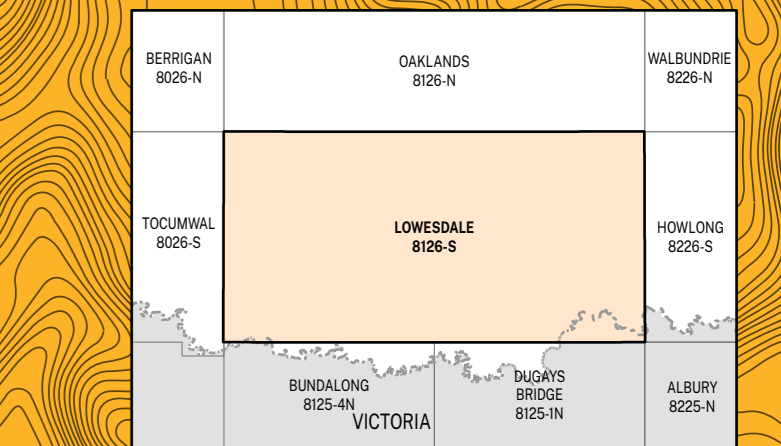 BERRIGAN
8026-N
OAKLANDS
8126-N
WALBUNDRIE
8226-N
TOCUMWAL
8026-S
LOWESDALE
8126-S
HOWLONG
8226-S
BUNDALONG
8125-4N
DUGAYS
BRIDGE
8125-1N
ALBURY
8225-N
VICTORIA